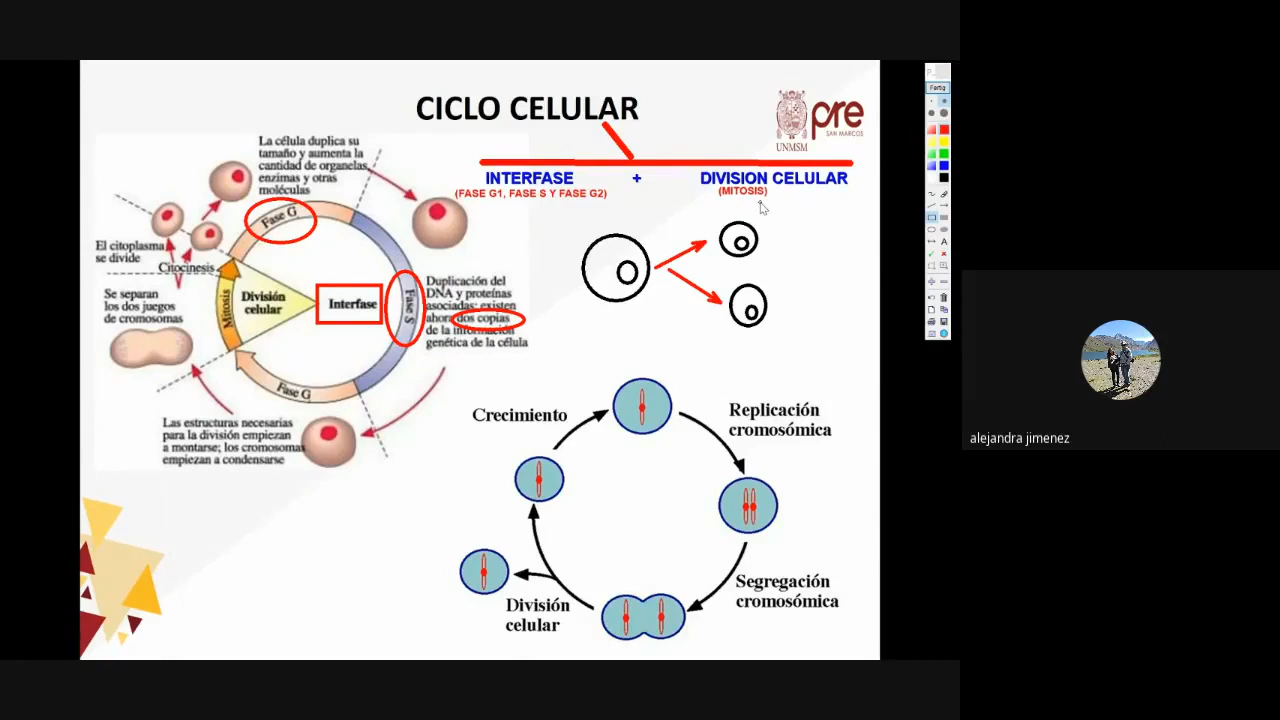 CICLO CELULAR
pre
SAN MARCOS
UNMSM
INTERFASE + DIVISION CELULAR
(FASE G1, FASE S Y FASE G2) (MITOSIS)
La célula duplica su
tamaño y aumenta la
cantidad de organelas,
enzimas y otras
moléculas
Fase G
El citoplasma
se divide
Citocinesis
Se separan
los dos juegos
de cromosomas
Mitosis
División
celular
Interfase
Fase S
Duplicación del
DNA y proteínas
asociadas; existen
ahora dos copias
de la información
genética de la célula
Fase G
Las estructuras necesarias
para la división empiezan
a montarse; los cromosomas
empiezan a condensarse
Crecimiento
Replicación
cromosómica
Segregación
cromosómica
División
celular
Fertig
A
alejandra jimenez